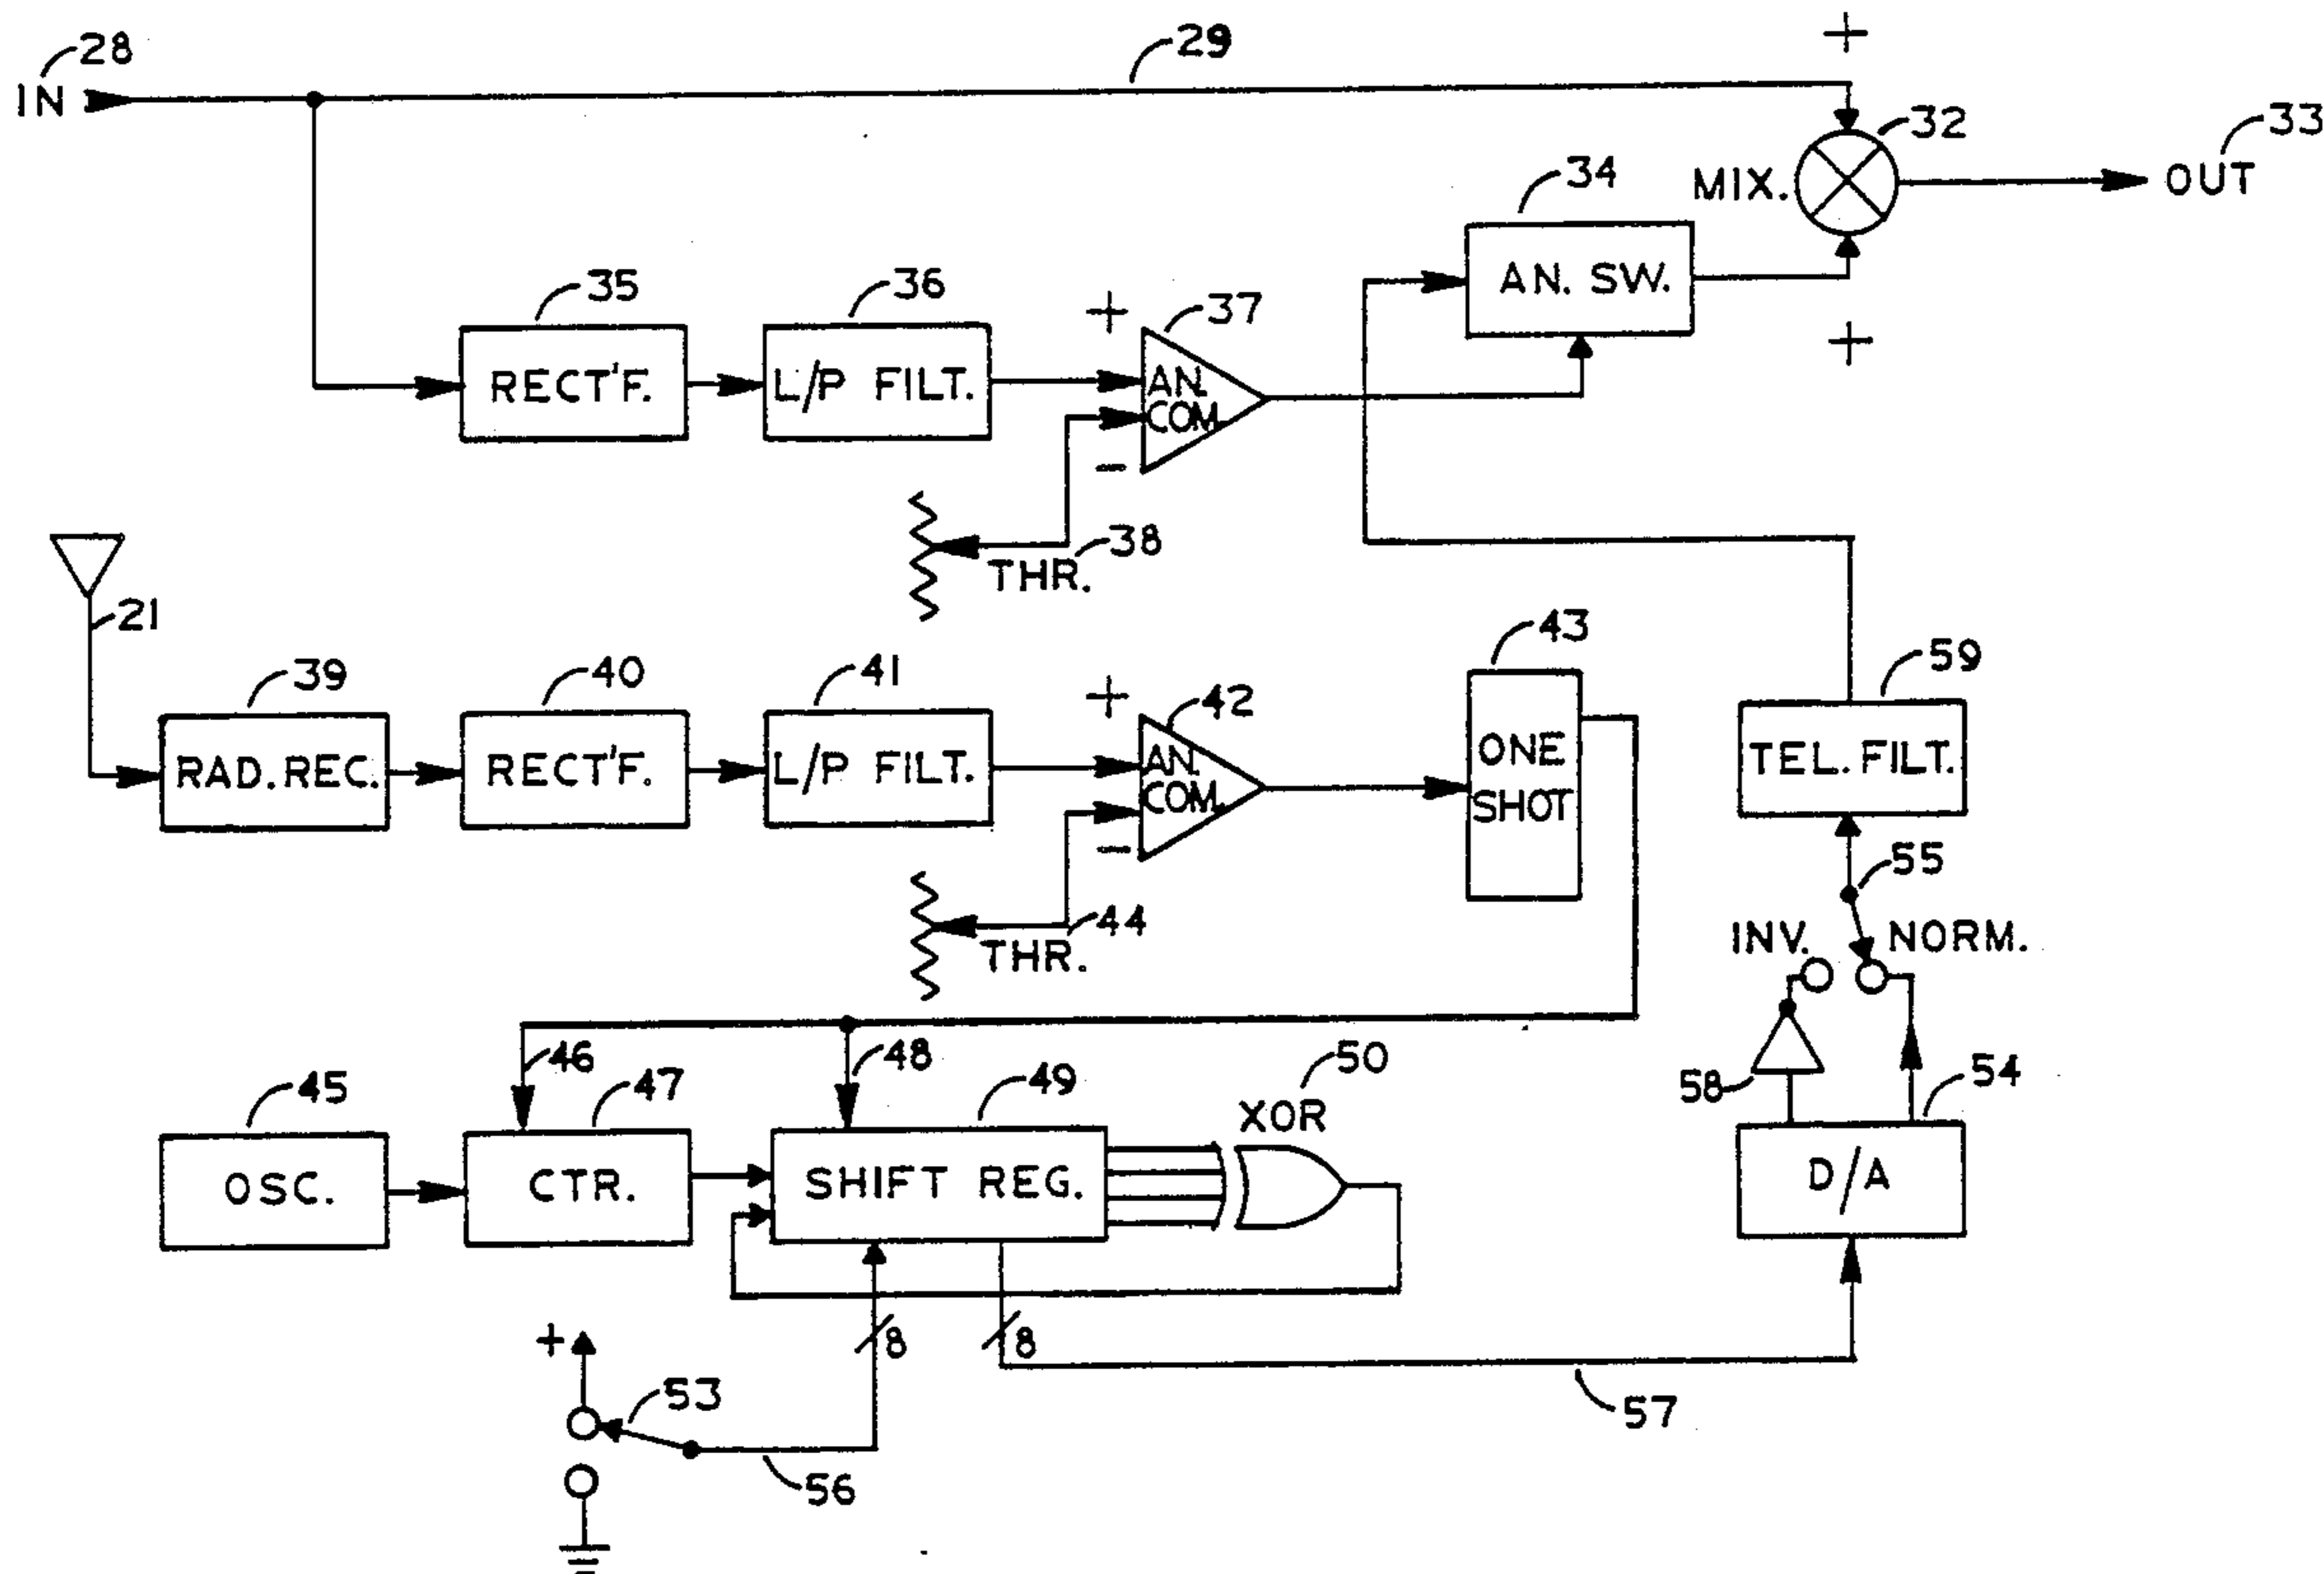 28
29
+
IN
32
33
34
MIX.
OUT
35
36
+
37
AN. SW.
+
RECT'F.
L/P FILT.
AN.
COM.
-
THR.
38
21
43
39
40
41
+
42
59
RAD. REC.
RECT'F.
L/P FILT.
AN.
COM.
ONE
SHOT
TEL. FILT.
-
55
THR.
44
INV.
NORM.
45
46
47
48
49
50
58
54
XOR
OSC.
CTR.
SHIFT REG.
D/A
+
8
8
53
56
57